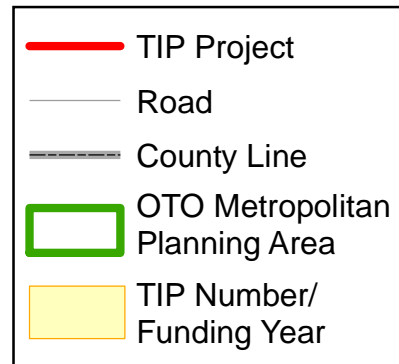 TIP Project
Road
County Line
OTO Metropolitan
Planning Area
TIP Number/
Funding Year